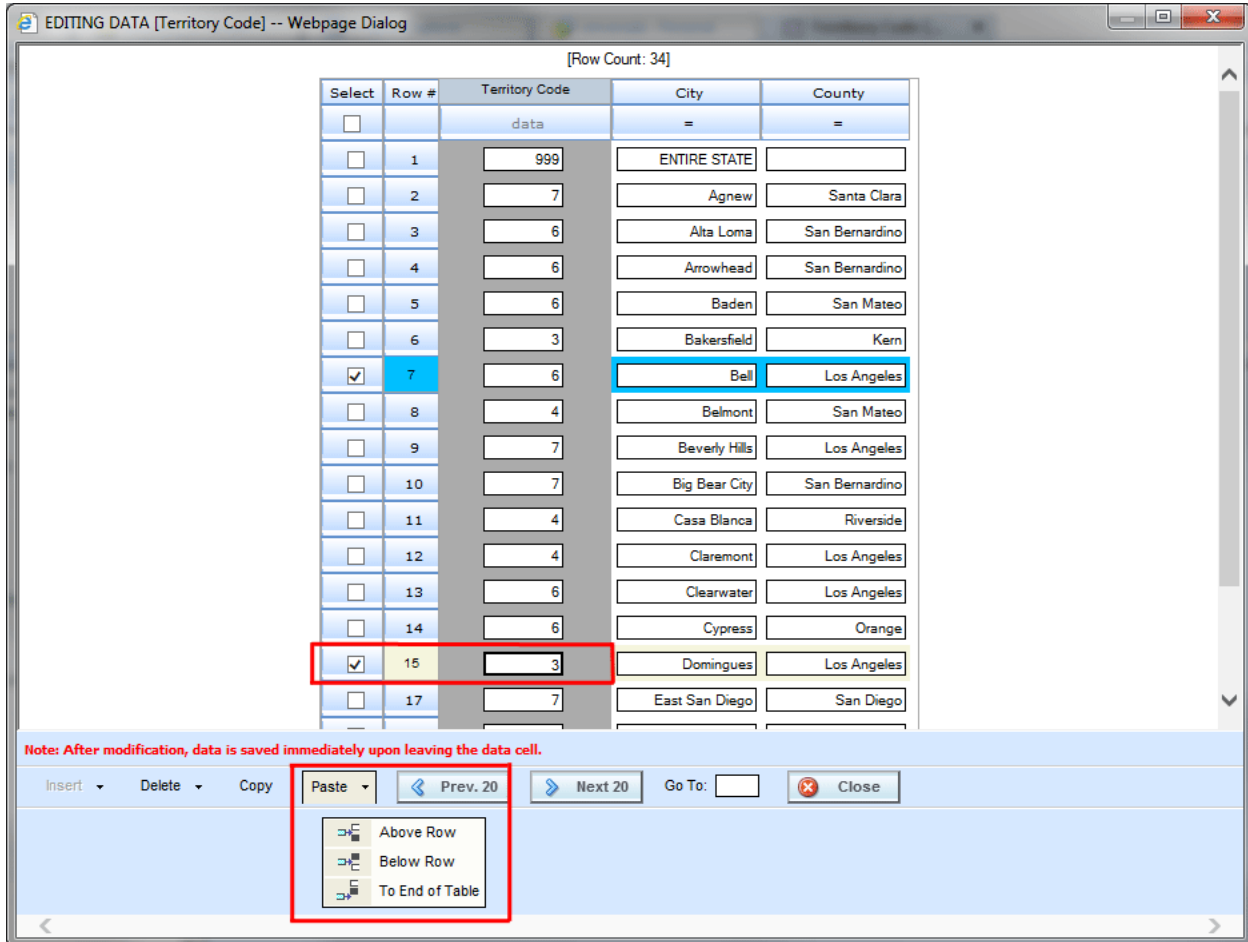 EDITING DATA [Territory Code] -- Webpage Dialog
[Row Count: 34]
Select Row # Territory Code City County
data = =
1 999 ENTIRE STATE
2 7 Agnew Santa Clara
3 6 Alta Loma San Bernardino
4 6 Arrowhead San Bernardino
5 6 Baden San Mateo
6 3 Bakersfield Kern
7 6 Bell Los Angeles
8 4 Belmont San Mateo
9 7 Beverly Hills Los Angeles
10 7 Big Bear City San Bernardino
11 4 Casa Blanca Riverside
12 4 Claremont Los Angeles
13 6 Clearwater Los Angeles
14 6 Cypress Orange
15 3 Domingues Los Angeles
17 7 East San Diego San Diego
Note: After modification, data is saved immediately upon leaving the data cell.
Insert Delete Copy Paste Prev. 20 Next 20 Go To: Close
Above Row
Below Row
To End of Table